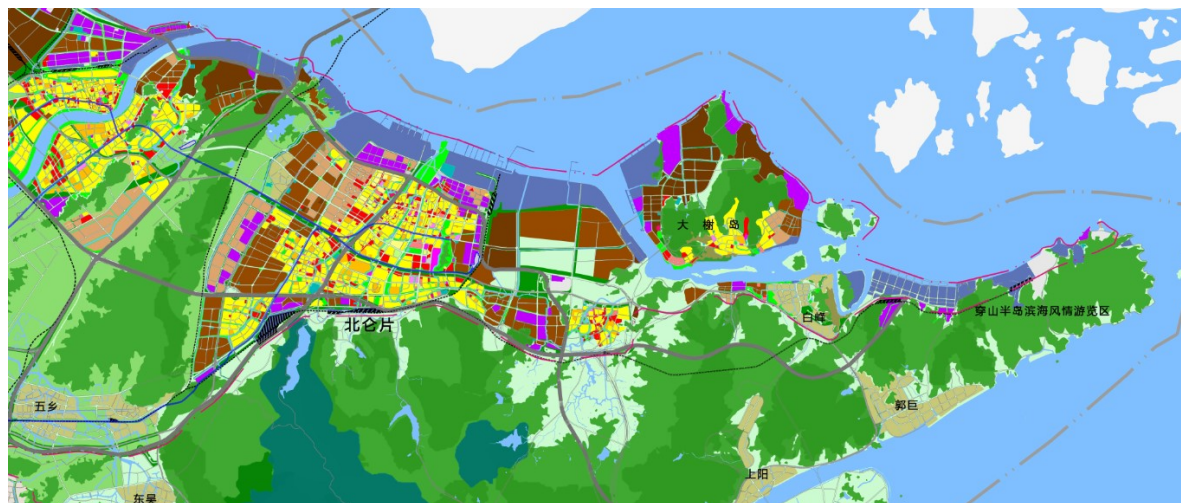 大榭岛
穿山半岛滨海风情游览区
白峰
北仑片
五乡
郭巨
上阳
东吴